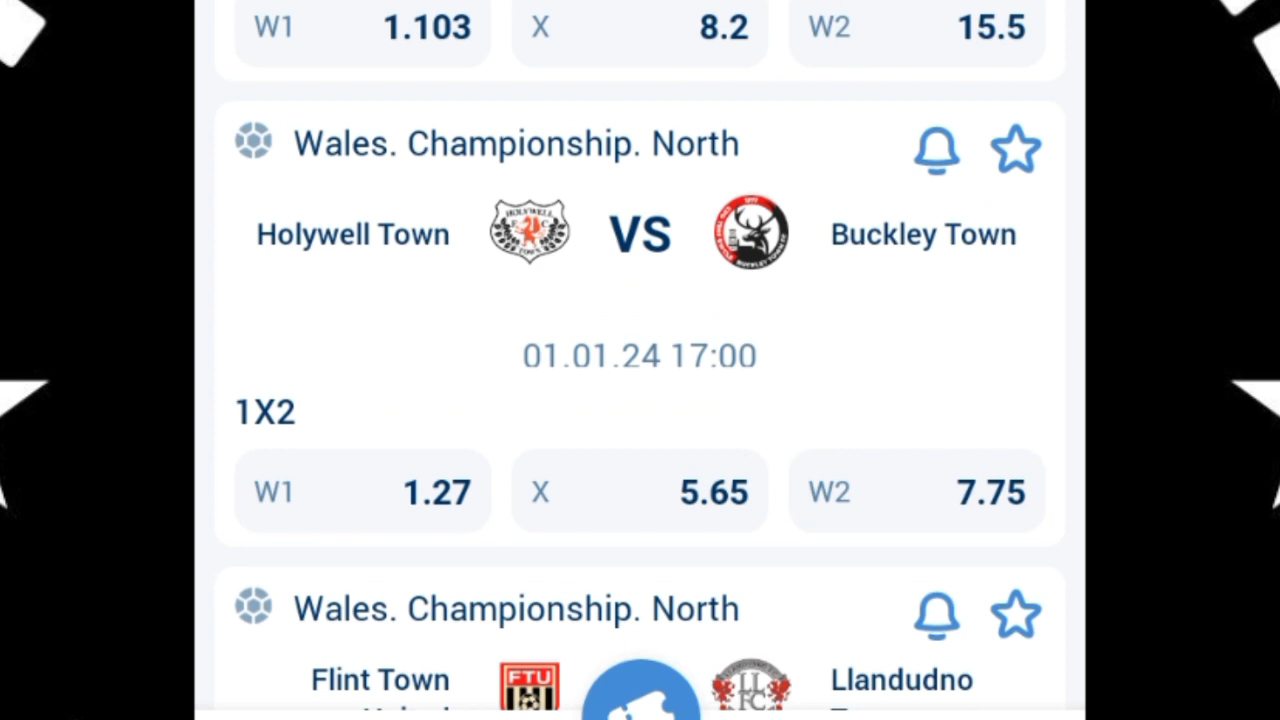 W1 1.103 X 8.2 W2 15.5
Wales. Championship. North
Holywell Town VS Buckley Town
01.01.24 17:00
1X2
W1 1.27 X 5.65 W2 7.75
Wales. Championship. North
Flint Town Llandudno
FTU